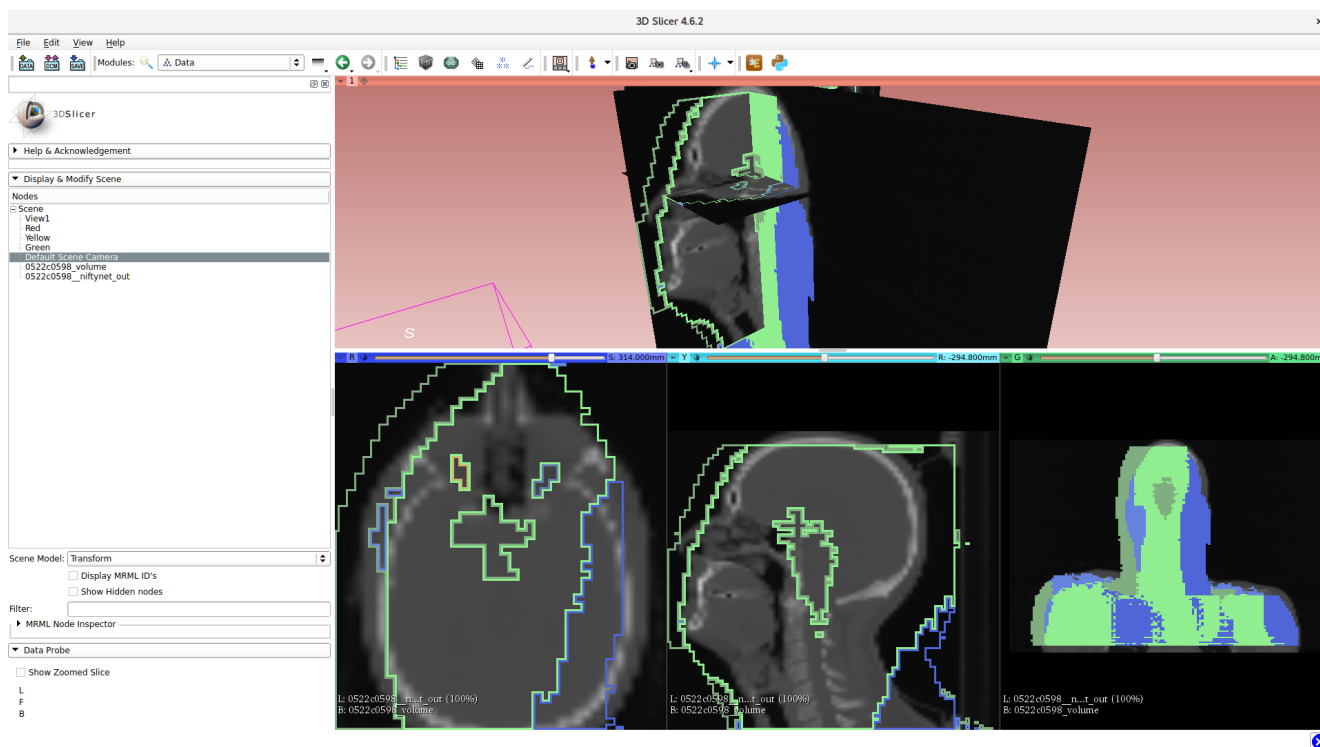 3D Slicer 4.6.2
File Edit View Help
DATA DCM SAVE Modules: Data
1
3DSlicer
Help & Acknowledgement
Display & Modify Scene
Nodes
Scene
View1
Red
Yellow
Green
Default Scene Camera
0522c0598_volume
0522c0598__niftynet_out
S
R S: 314.000mm Y R: -294.800mm G A: -294.800m
L: 0522c0598__n...t_out (100%) L: 0522c0598__n...t_out (100%) L: 0522c0598__n...t_out (100%)
B: 0522c0598_volume B: 0522c0598_volume B: 0522c0598_volume
Scene Model: Transform
Display MRML ID's
Show Hidden nodes
Filter:
MRML Node Inspector
Data Probe
Show Zoomed Slice
L
F
B